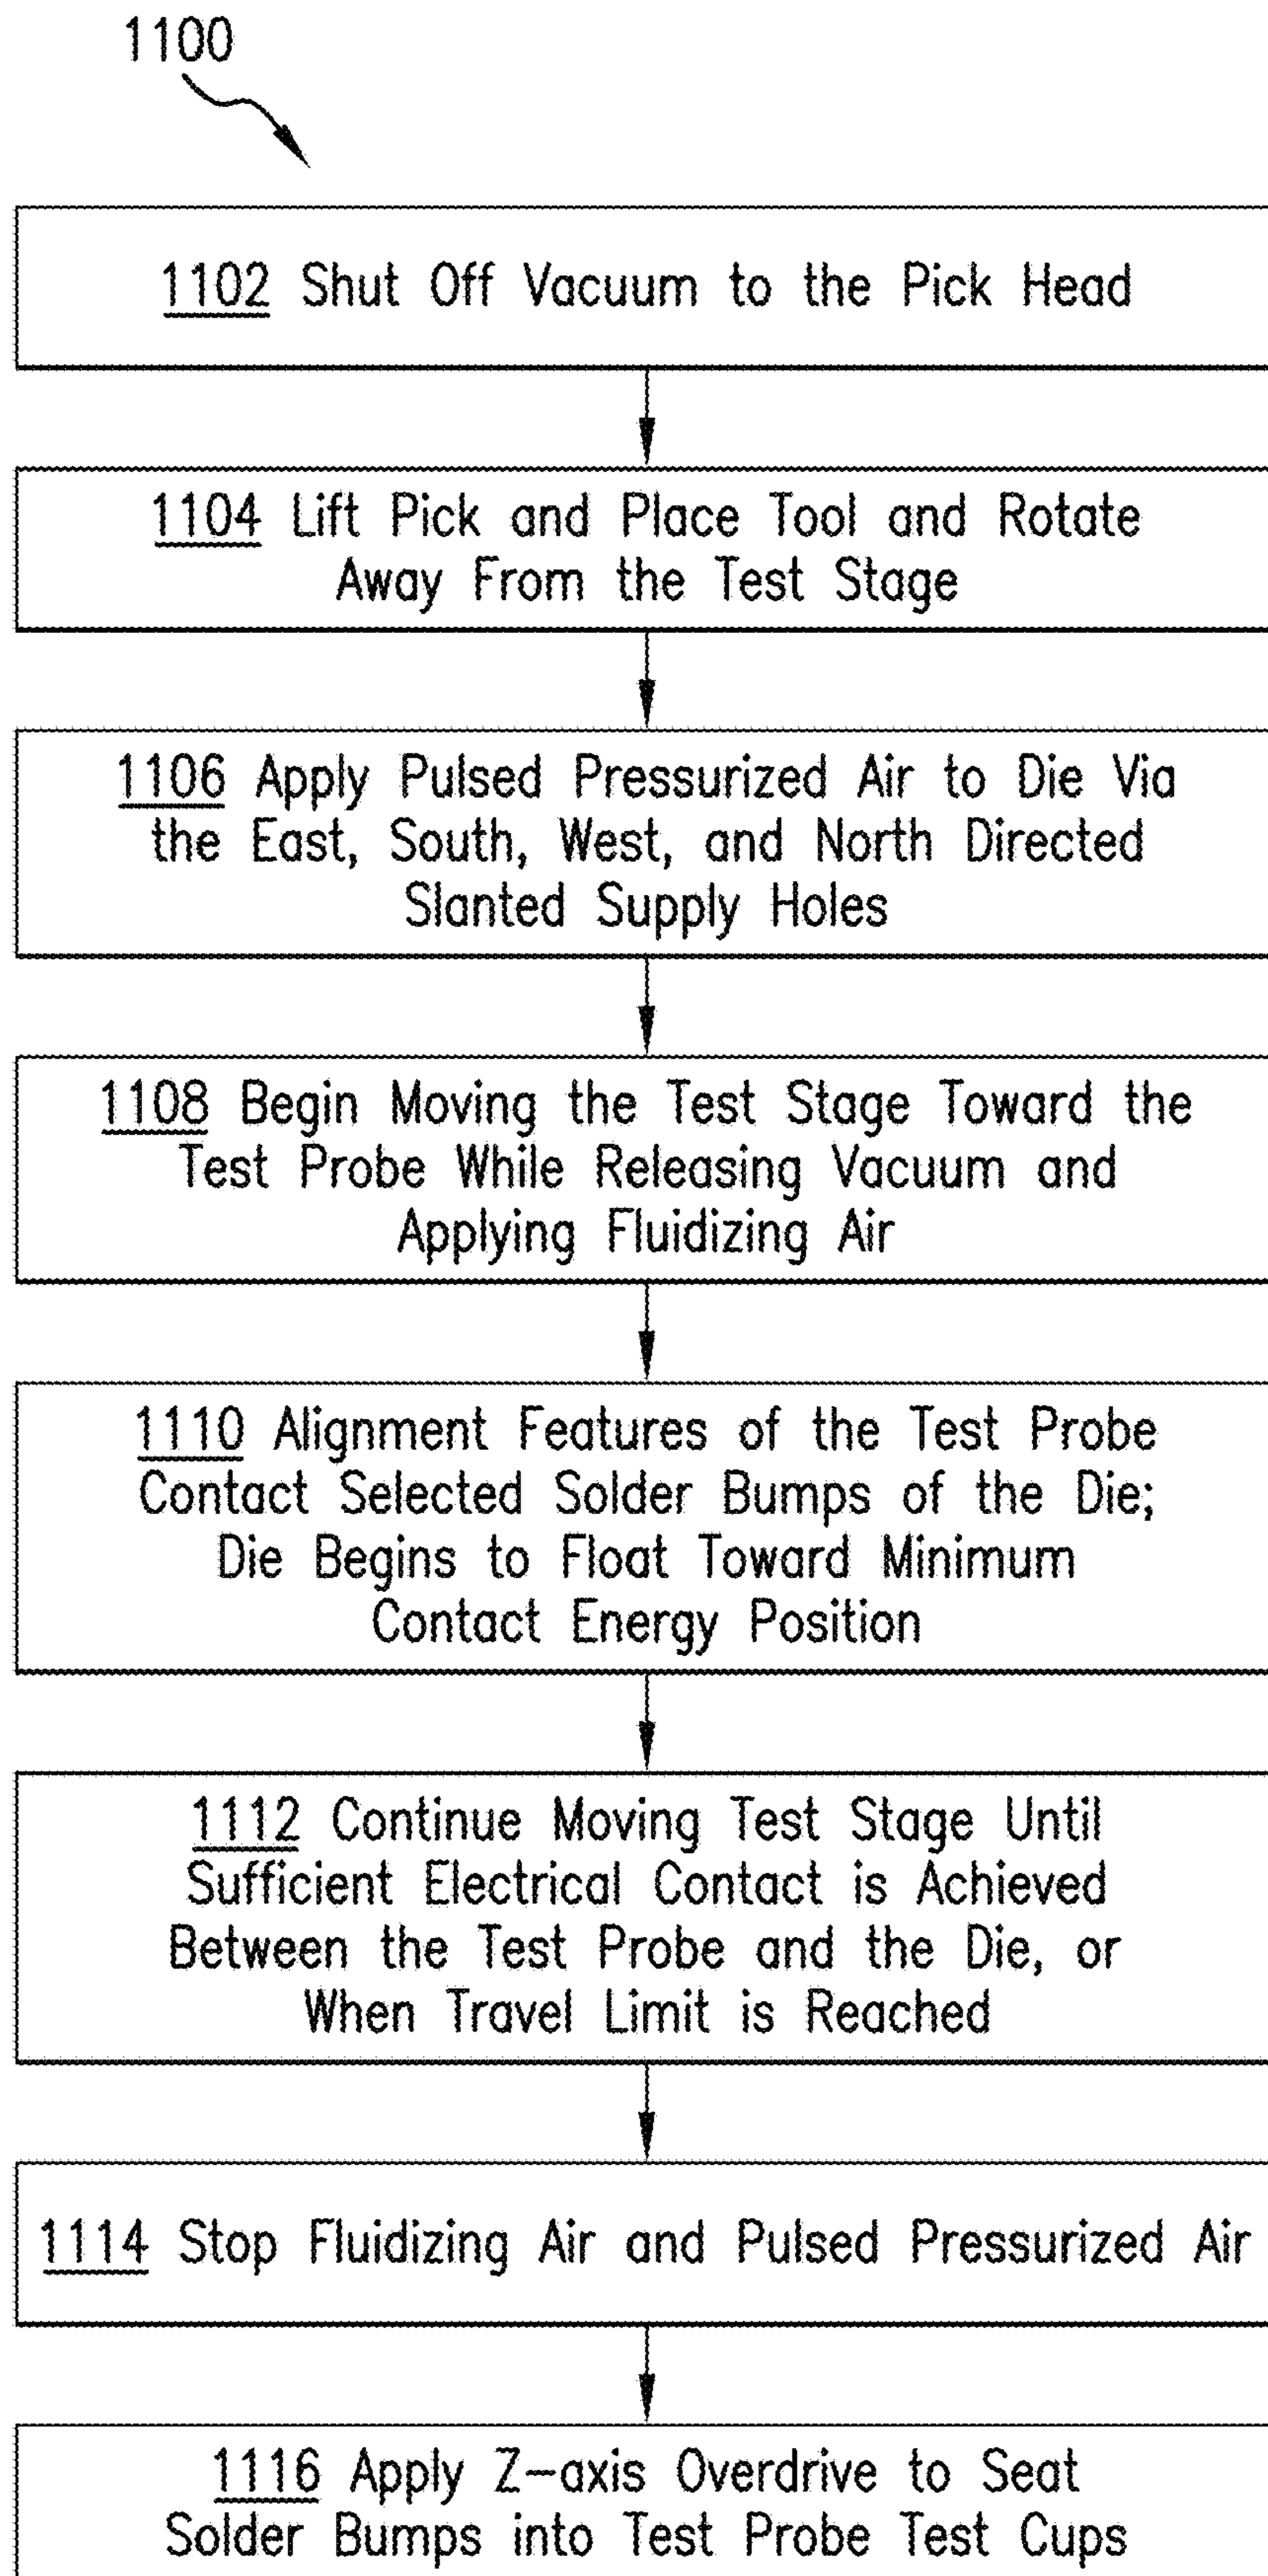 1100
1102 Shut Off Vacuum to the Pick Head
1104 Lift Pick and Place Tool and Rotate
Away From the Test Stage
1106 Apply Pulsed Pressurized Air to Die Via
the East, South, West, and North Directed
Slanted Supply Holes
1108 Begin Moving the Test Stage Toward the
Test Probe While Releasing Vacuum and
Applying Fluidizing Air
1110 Alignment Features of the Test Probe
Contact Selected Solder Bumps of the Die;
Die Begins to Float Toward Minimum
Contact Energy Position
1112 Continue Moving Test Stage Until
Sufficient Electrical Contact is Achieved
Between the Test Probe and the Die, or
When Travel Limit is Reached
1114 Stop Fluidizing Air and Pulsed Pressurized Air
1116 Apply Z-axis Overdrive to Seat
Solder Bumps into Test Probe Test Cups